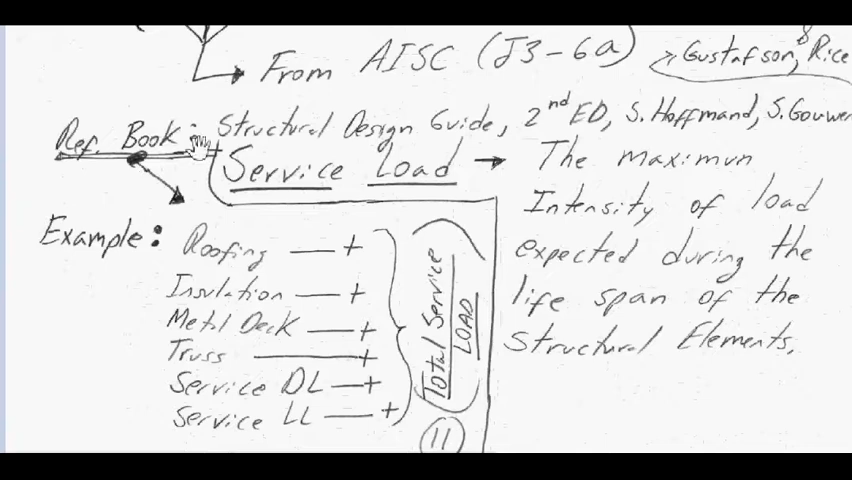 From AISC (J3-6a) Gustafson, & Rice
Ref. Book: Structural Design Guide, 2nd ED, S. Hoffmand, S. Gouwer
Service Load → The maximun
Intensity of load
expected during the
life span of the
structural Elements.
Example: Roofing — +
Insulation — +
Metal Deck — +
Truss — +
Service DL — +
Service LL — +
Total Service
LOAD
11